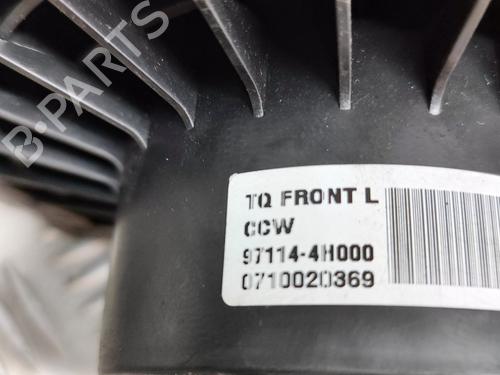 B-PARTS
TQ FRONT L
CCW
97114-4H000
0710020369